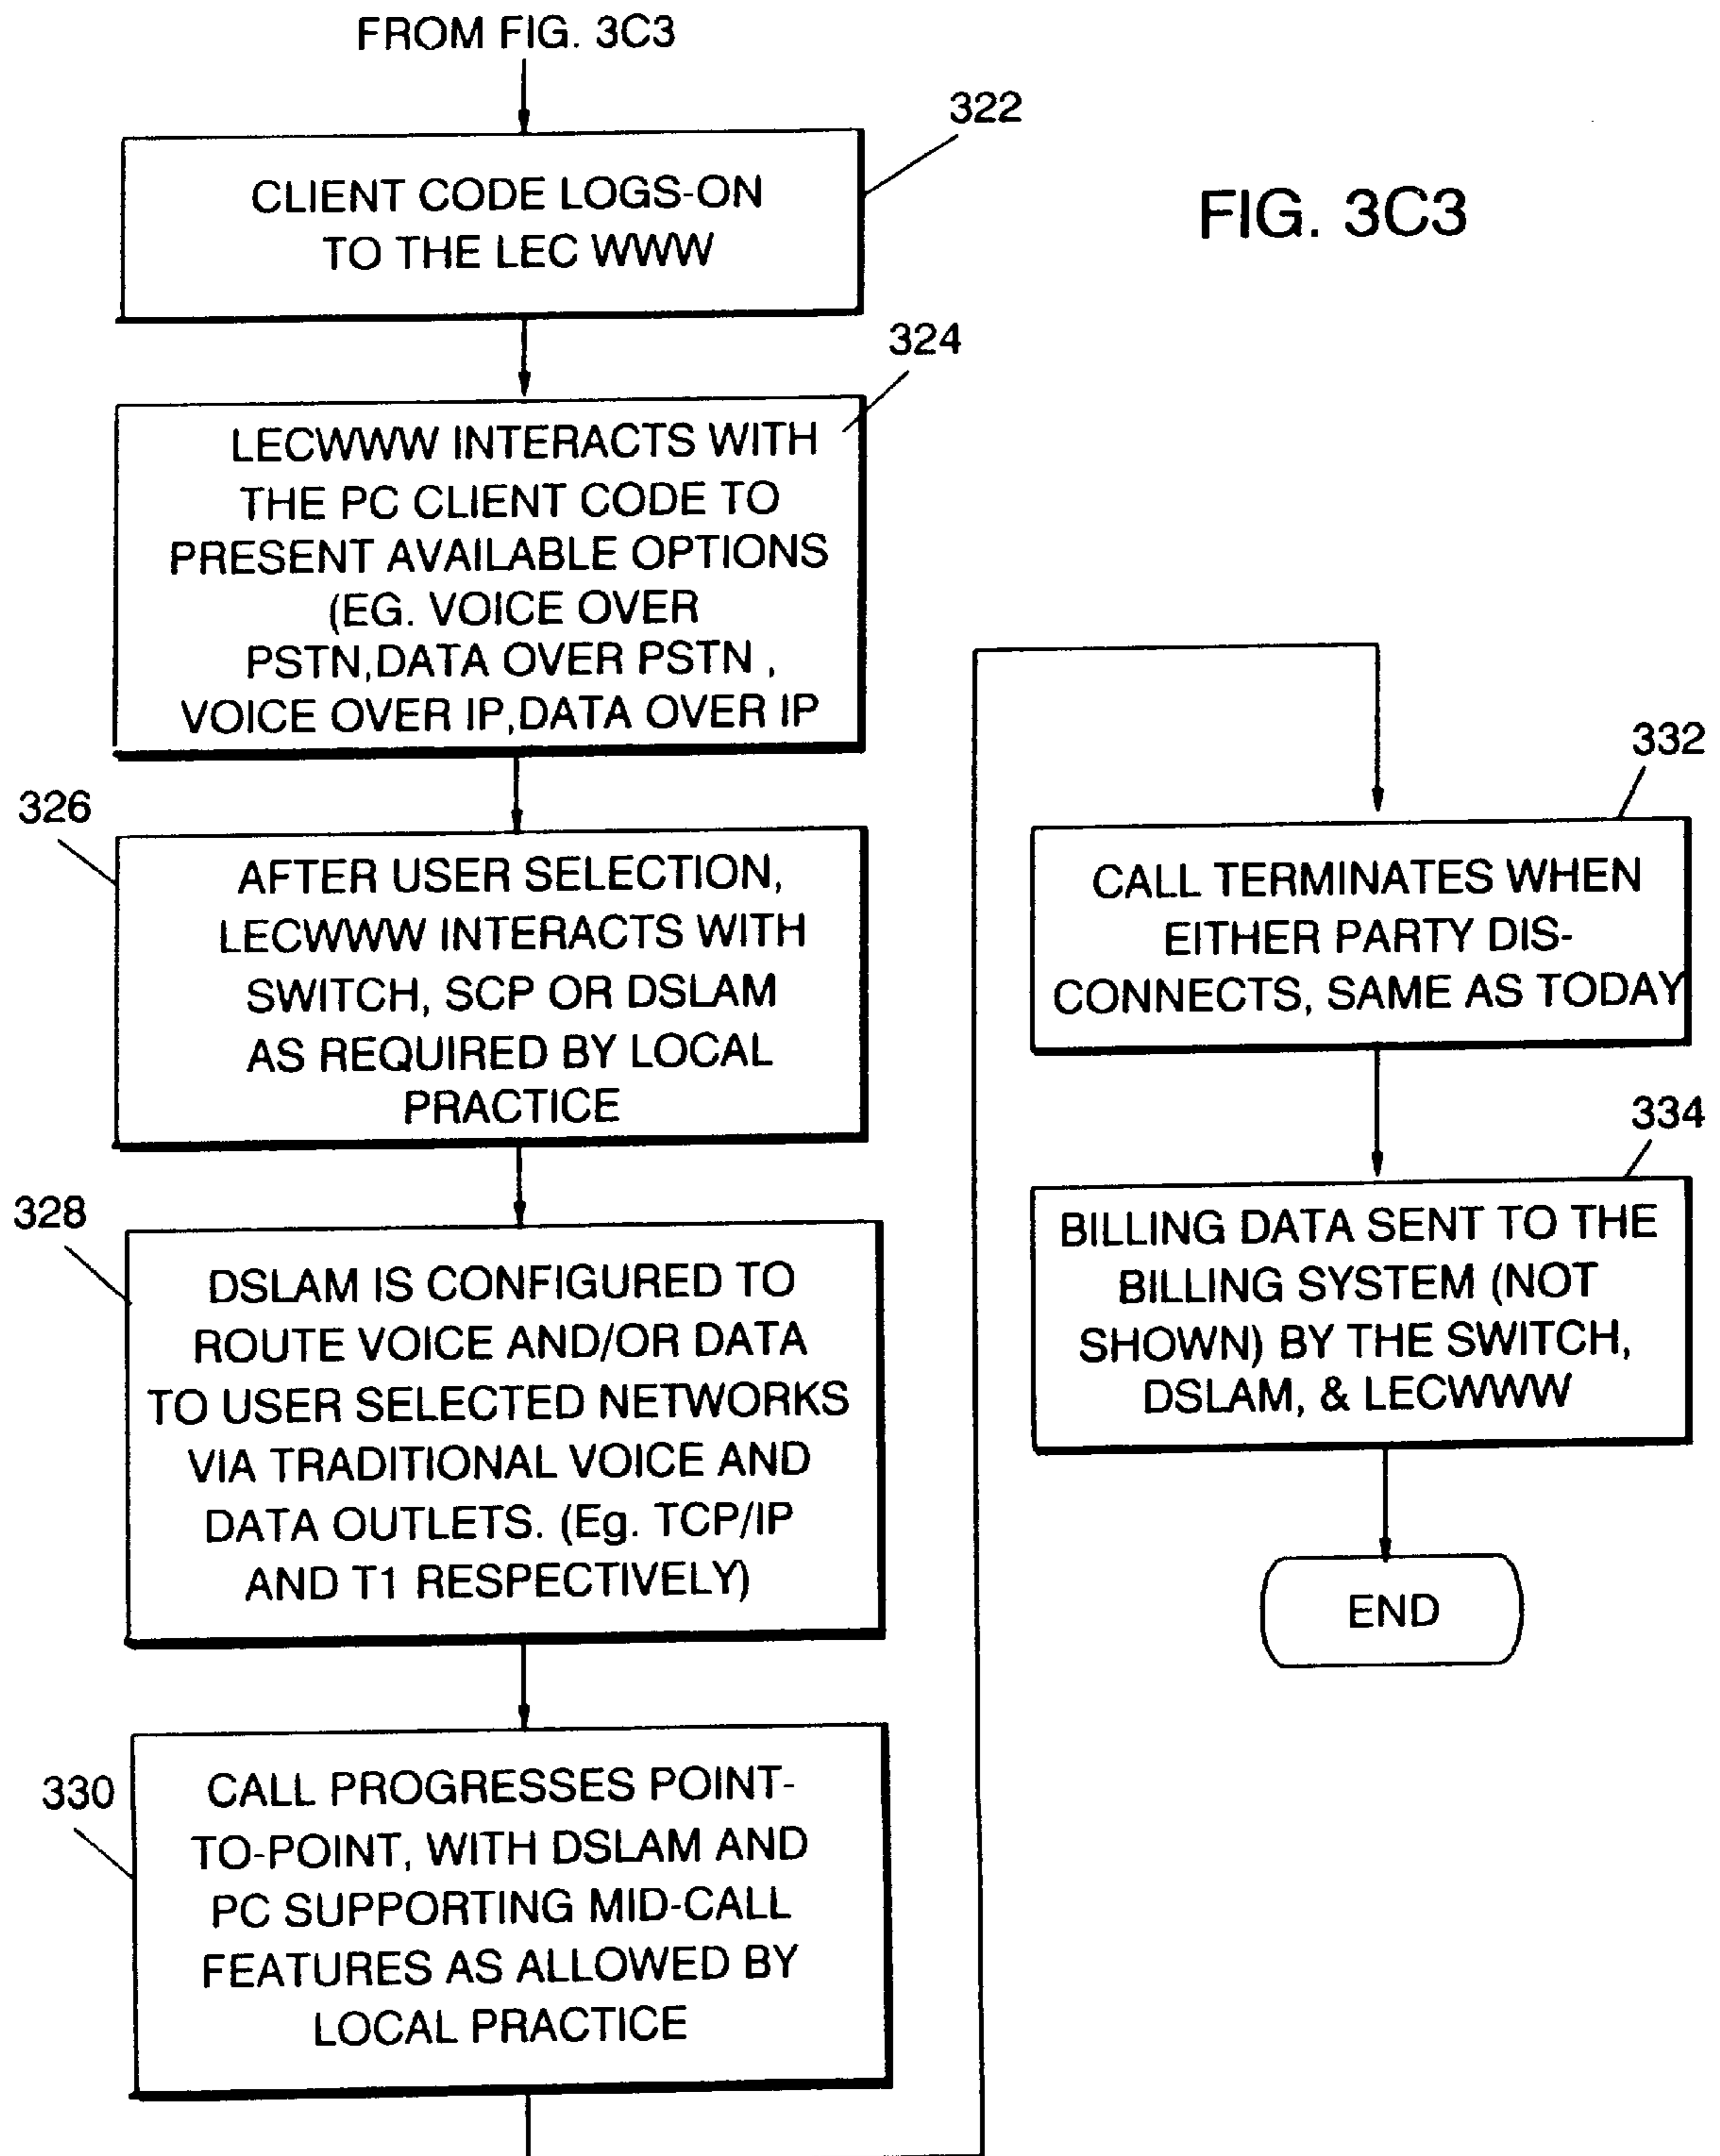 FROM FIG. 3C3
322
CLIENT CODE LOGS-ON
TO THE LEC WWW
FIG. 3C3
324
LECWWW INTERACTS WITH
THE PC CLIENT CODE TO
PRESENT AVAILABLE OPTIONS
(EG. VOICE OVER
PSTN,DATA OVER PSTN ,
VOICE OVER IP,DATA OVER IP
326
AFTER USER SELECTION,
LECWWW INTERACTS WITH
SWITCH, SCP OR DSLAM
AS REQUIRED BY LOCAL
PRACTICE
328
DSLAM IS CONFIGURED TO
ROUTE VOICE AND/OR DATA
TO USER SELECTED NETWORKS
VIA TRADITIONAL VOICE AND
DATA OUTLETS. (Eg. TCP/IP
AND T1 RESPECTIVELY)
330
CALL PROGRESSES POINT-
TO-POINT, WITH DSLAM AND
PC SUPPORTING MID-CALL
FEATURES AS ALLOWED BY
LOCAL PRACTICE
332
CALL TERMINATES WHEN
EITHER PARTY DIS-
CONNECTS, SAME AS TODAY
334
BILLING DATA SENT TO THE
BILLING SYSTEM (NOT
SHOWN) BY THE SWITCH,
DSLAM, & LECWWW
END